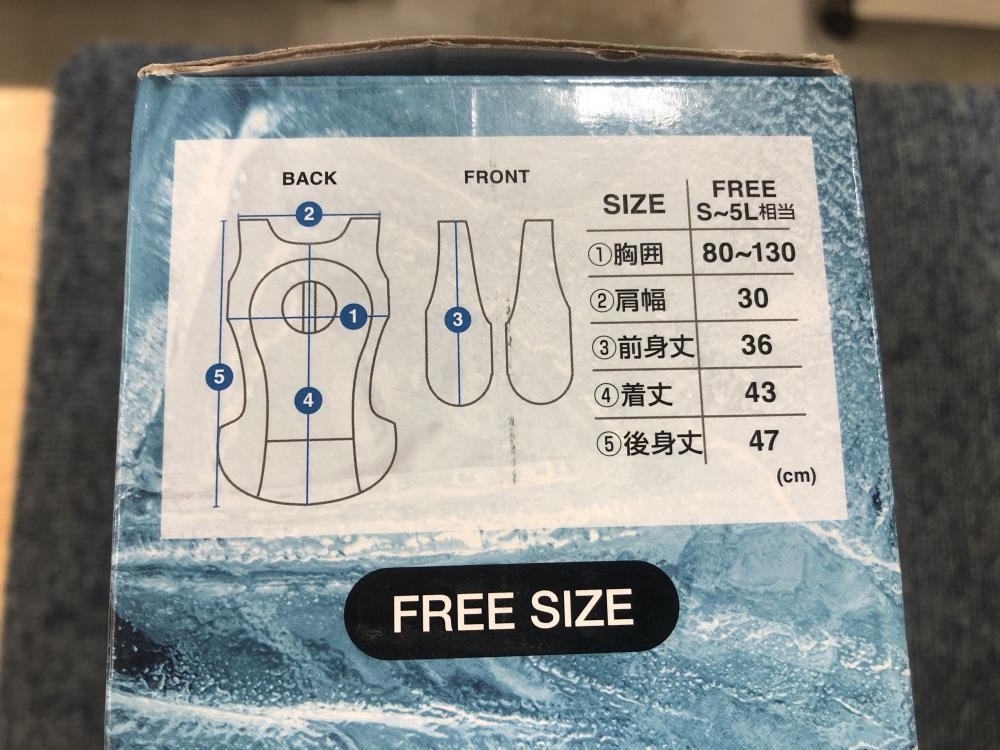 BACK
FRONT
2
1
3
4
5
SIZE FREE S~5L相当
①胸囲 80~130
②肩幅 30
③前身丈 36
④着丈 43
⑤後身丈 47
(cm)
FREE SIZE